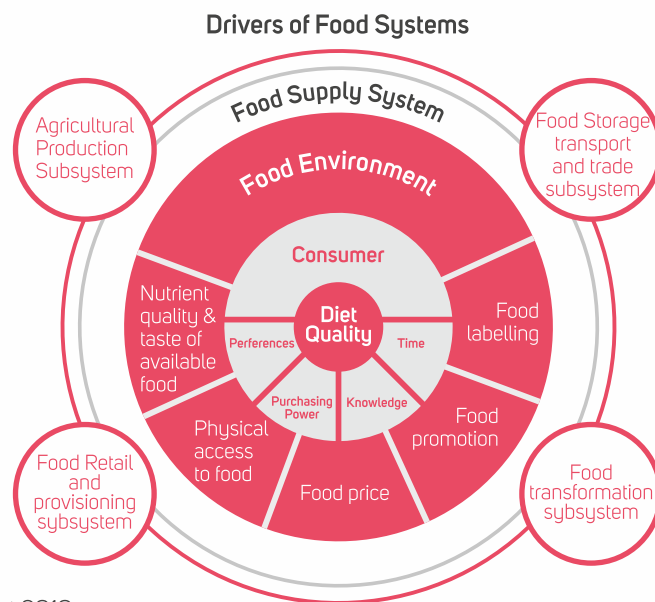 Drivers of Food Systems
Food Supply System
Agricultural
Production
Subsystem
Food Storage
transport
and trade
subsystem
Food Environment
Consumer
Diet
Quality
Nutrient
quality &
taste of
available
food
Perferences
Time
Food
labelling
Purchasing
Power
Knowledge
Physical
access
to food
Food price
Food
promotion
Food Retail
and
provisioning
sybsystem
Food
transformation
subsystem